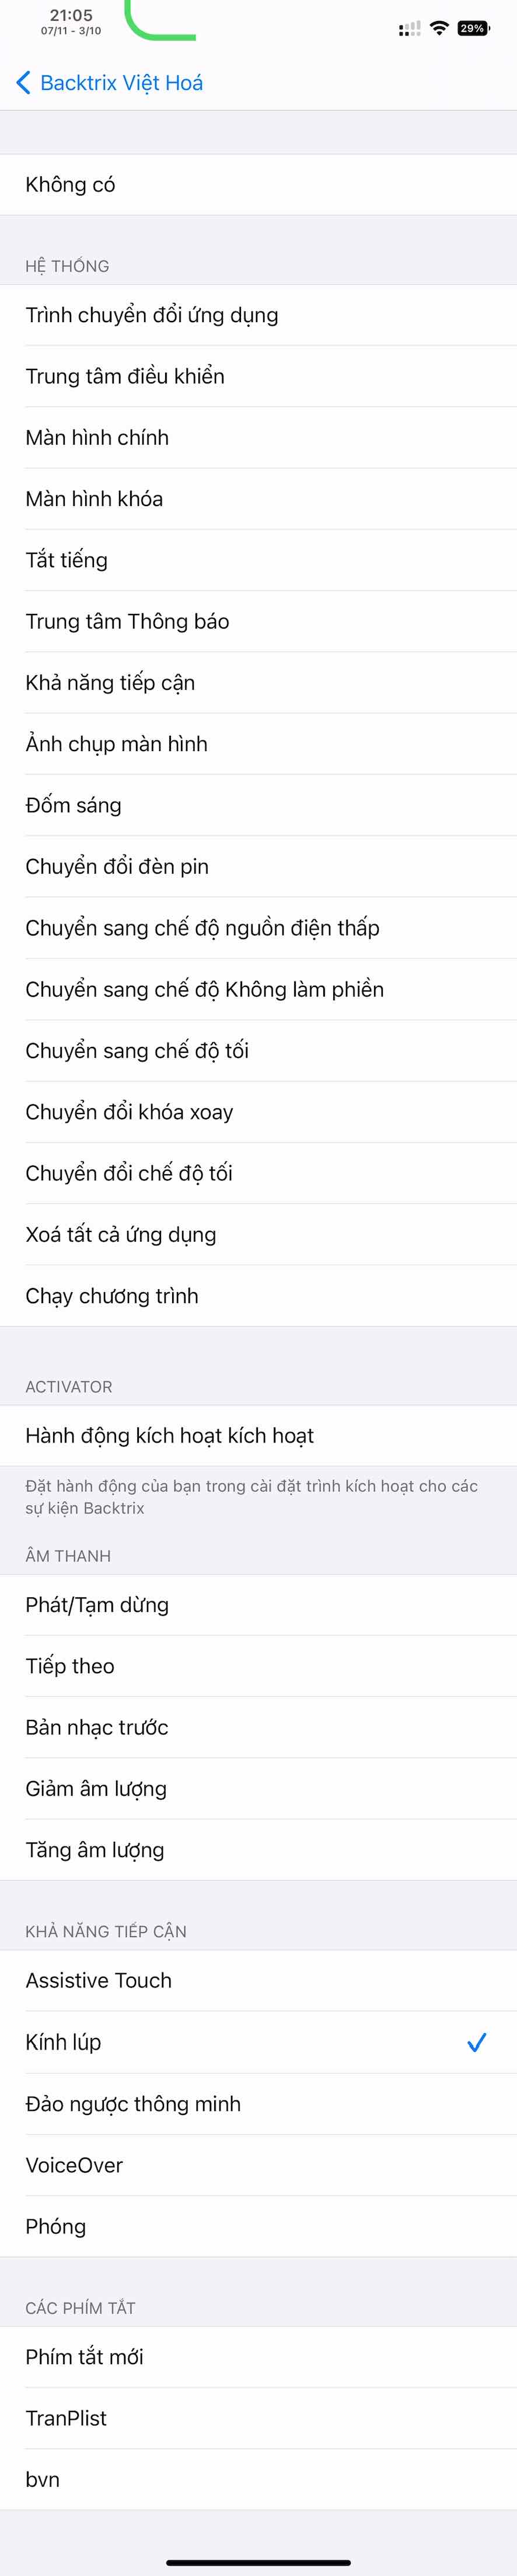 21:05
07/11 - 3/10
29%
Backtrix Việt Hoá
Không có
HỆ THỐNG
Trình chuyển đổi ứng dụng
Trung tâm điều khiển
Màn hình chính
Màn hình khóa
Tắt tiếng
Trung tâm Thông báo
Khả năng tiếp cận
Ảnh chụp màn hình
Đốm sáng
Chuyển đổi đèn pin
Chuyển sang chế độ nguồn điện thấp
Chuyển sang chế độ Không làm phiền
Chuyển sang chế độ tối
Chuyển đổi khóa xoay
Chuyển đổi chế độ tối
Xoá tất cả ứng dụng
Chạy chương trình
ACTIVATOR
Hành động kích hoạt kích hoạt
Đặt hành động của bạn trong cài đặt trình kích hoạt cho các
sự kiện Backtrix
ÂM THANH
Phát/Tạm dừng
Tiếp theo
Bản nhạc trước
Giảm âm lượng
Tăng âm lượng
KHẢ NĂNG TIẾP CẬN
Assistive Touch
Kính lúp
Đảo ngược thông minh
VoiceOver
Phóng
CÁC PHÍM TẮT
Phím tắt mới
TranPlist
bvn